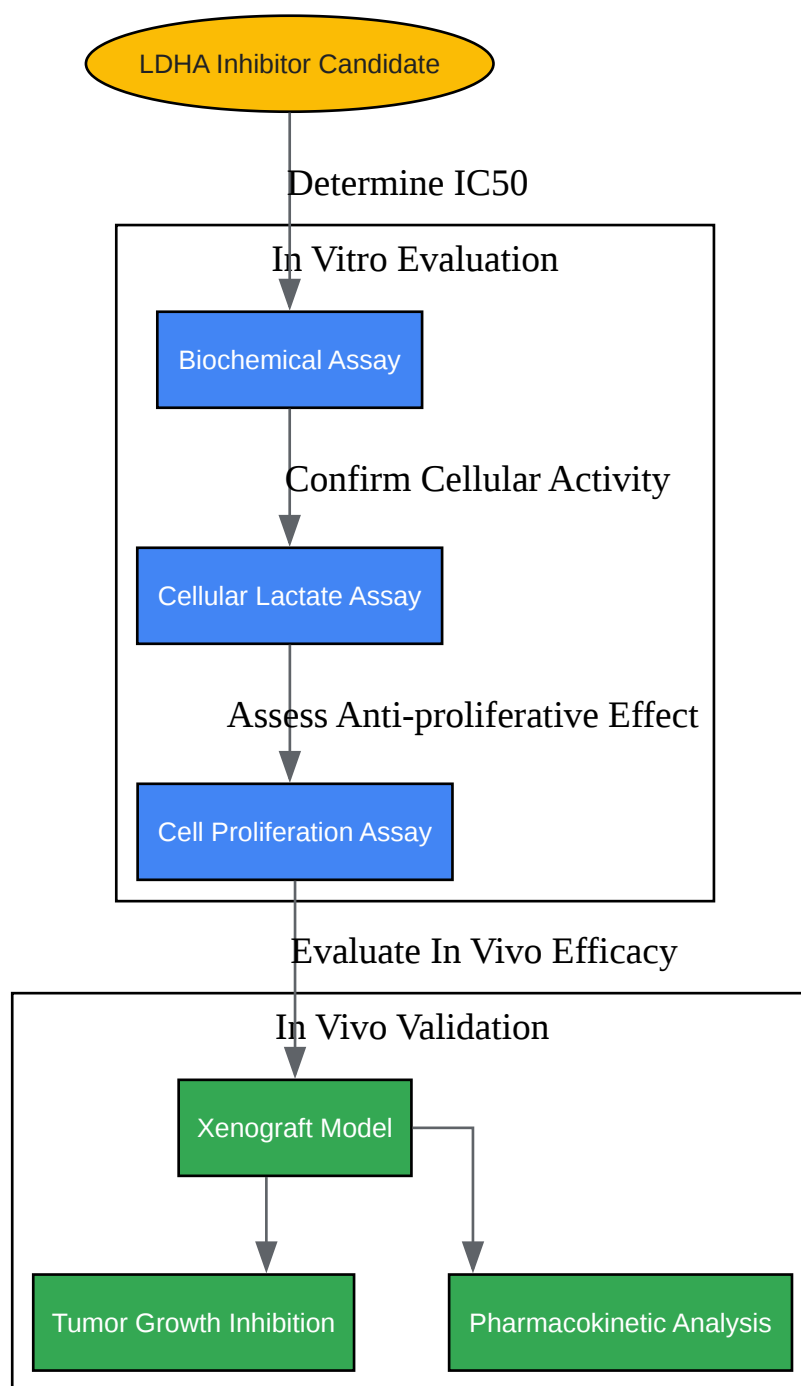 LDHA Inhibitor Candidate
Determine IC50
In Vitro Evaluation
Biochemical Assay
Confirm Cellular Activity
Cellular Lactate Assay
Assess Anti-proliferative Effect
Cell Proliferation Assay
Evaluate In Vivo Efficacy
In Vivo Validation
Xenograft Model
Tumor Growth Inhibition
Pharmacokinetic Analysis